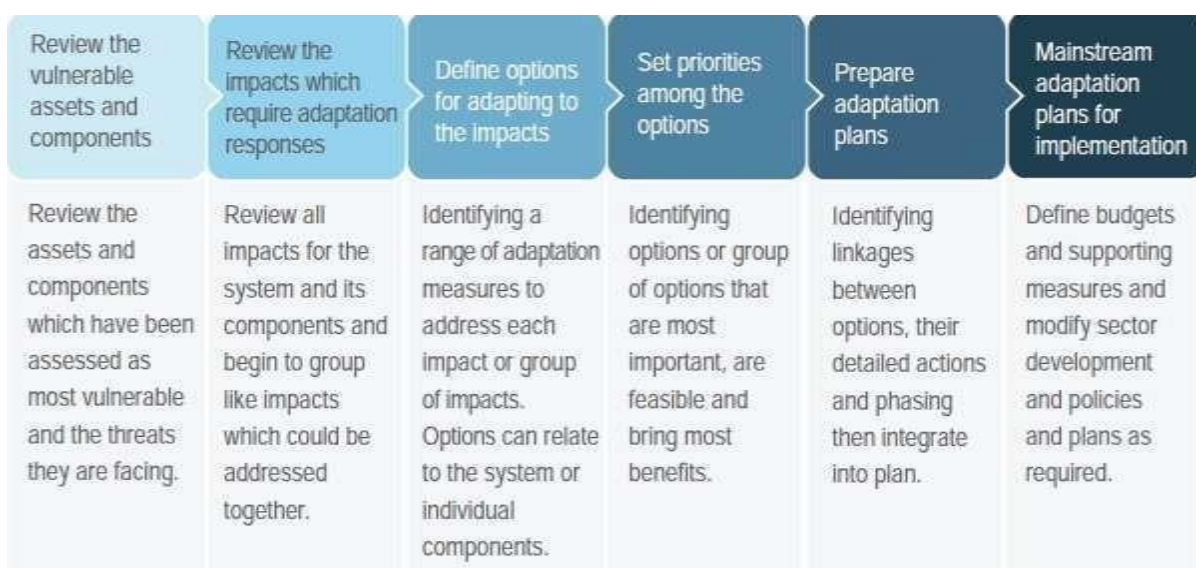 Review the
vulnerable
assets and
components
Review the
impacts which
require adaptation
responses
Define options
for adapting to
the impacts
Set priorities
among the
options
Prepare
adaptation
plans
Mainstream
adaptation
plans for
implementation
Review the
assets and
components
which have been
assessed as
most vulnerable
and the threats
they are facing.
Review all
impacts for the
system and its
components and
begin to group
like impacts
which could be
addressed
together.
Identifying a
range of adaptation
measures to
address each
impact or group
of impacts.
Options can relate
to the system or
individual
components.
Identifying
options or group
of options that
are most
important, are
feasible and
bring most
benefits.
Identifying
linkages
between
options, their
detailed actions
and phasing
then integrate
into plan.
Define budgets
and supporting
measures and
modify sector
development
and policies
and plans as
required.